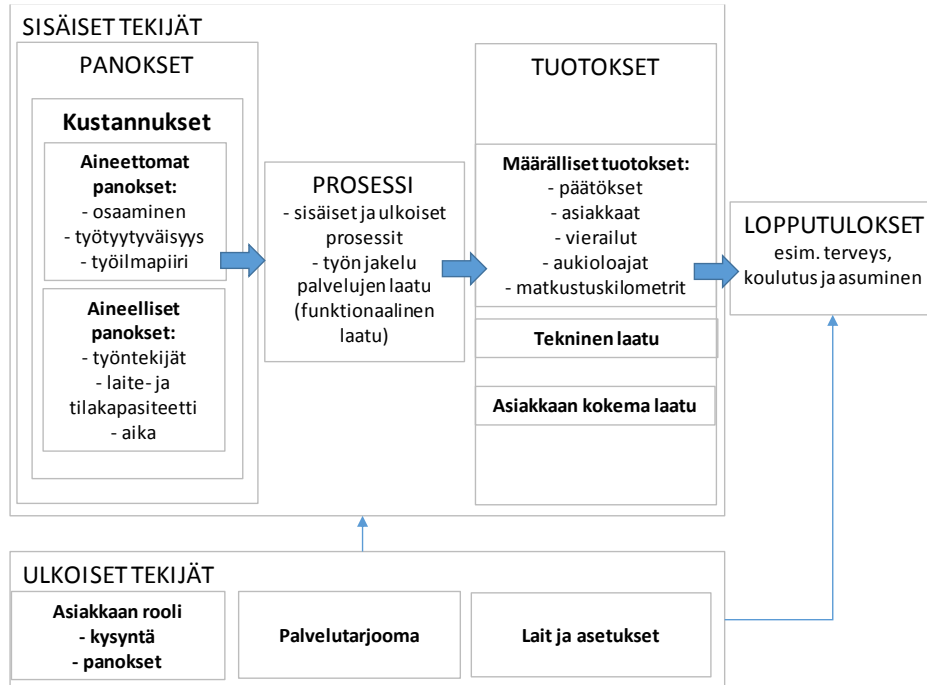 SISÄISET TEKIJÄT
PANOKSET
Kustannukset
Aineettomat
panokset:
- osaaminen
- työtyytyväisyys
- työilmapiiri
Aineelliset
panokset:
- työntekijät
- laite- ja
tilakapasiteetti
- aika
PROSESSI
- sisäiset ja ulkoiset
prosessit
- työn jakelu
palvelujen laatu
(funktionaalinen
laatu)
TUOTOKSET
Määrälliset tuotokset:
- päätökset
- asiakkaat
- vierailut
- aukioloajat
- matkustuskilometrit
Tekninen laatu
Asiakkaan kokema laatu
LOPPUTULOKSET
esim. terveys,
koulutus ja asuminen
ULKOISET TEKIJÄT
Asiakkaan rooli
- kysyntä
- panokset
Palvelutarjooma
Lait ja asetukset